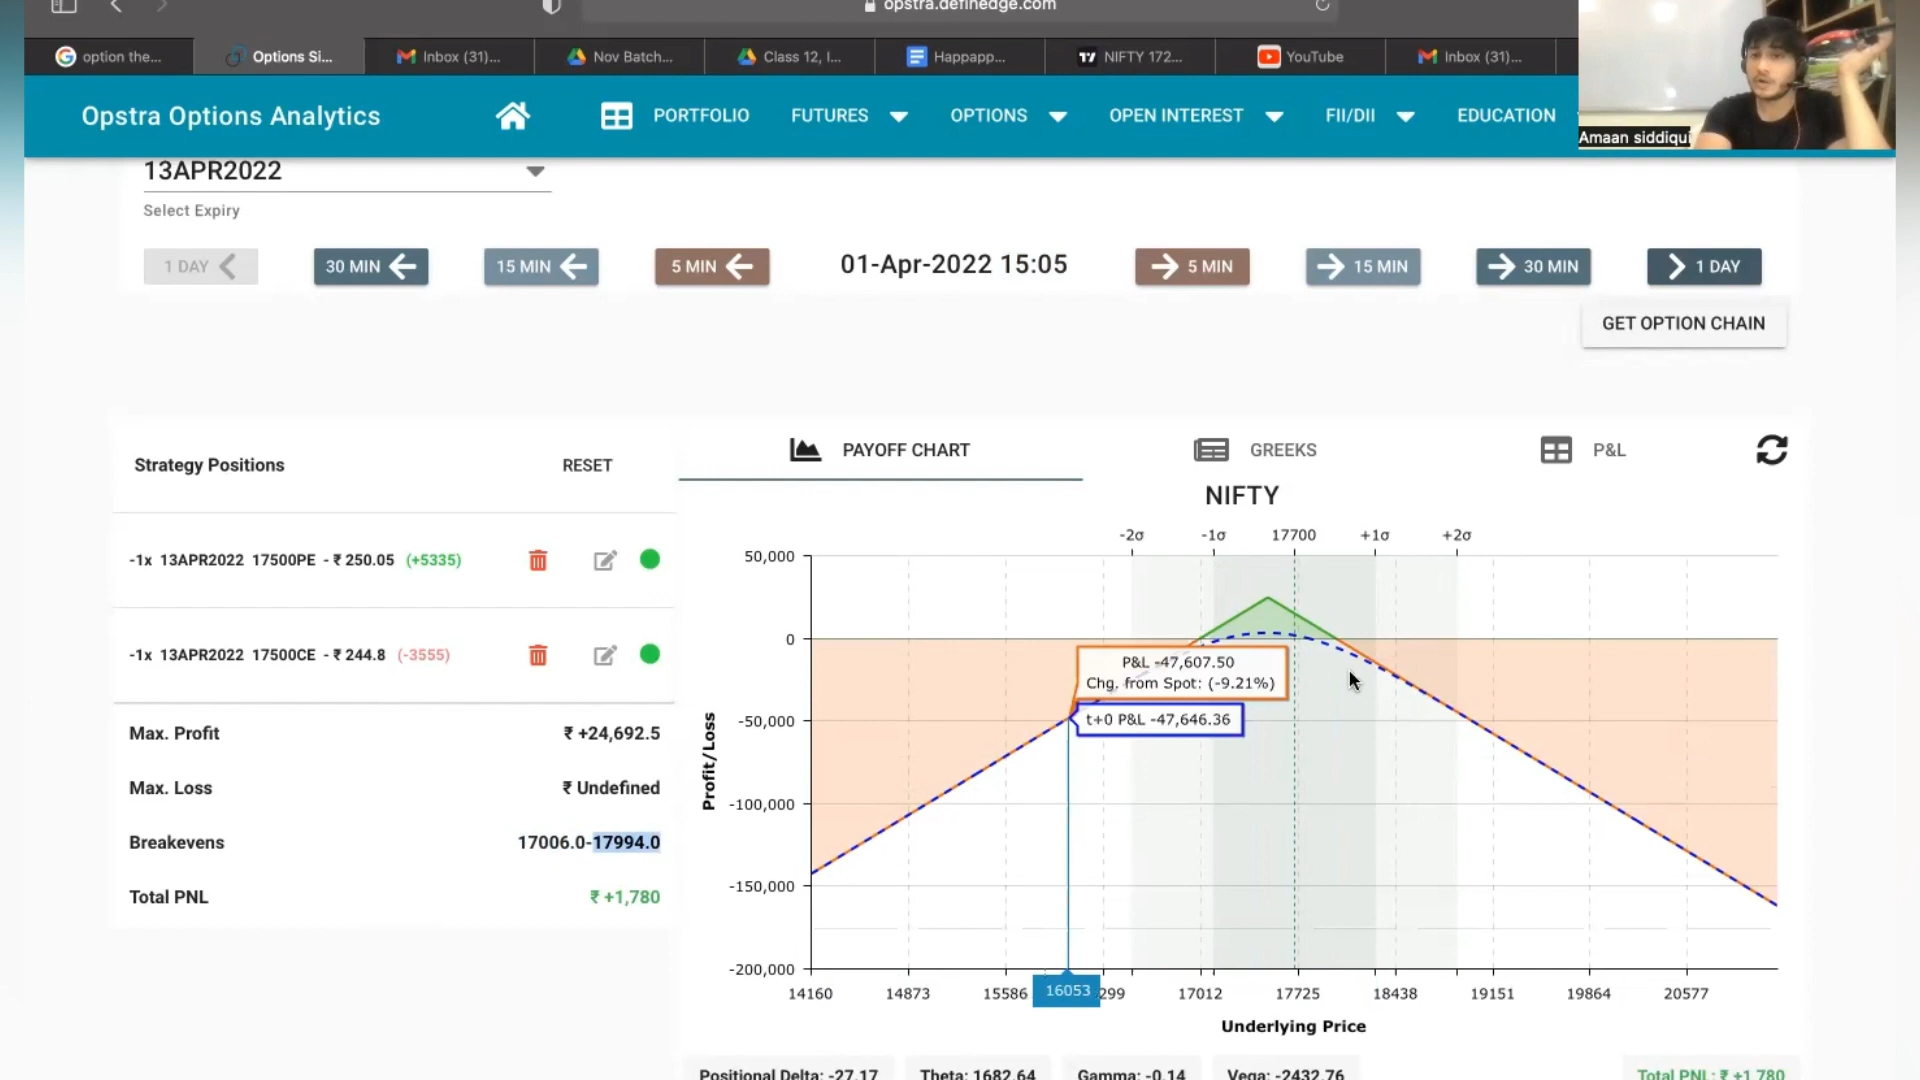 opstra.definedge.com
option the...
Options Si...
Inbox (31)...
Nov Batch...
Class 12, I...
Happapp...
NIFTY 172...
YouTube
Inbox (31)...
Opstra Options Analytics
PORTFOLIO
FUTURES
OPTIONS
OPEN INTEREST
FII/DII
EDUCATION
Amaan siddiqui
13APR2022
Select Expiry
1 DAY
30 MIN
15 MIN
5 MIN
01-Apr-2022 15:05
5 MIN
15 MIN
30 MIN
1 DAY
GET OPTION CHAIN
Strategy Positions
RESET
-1x 13APR2022 17500PE - ₹ 250.05 (+5335)
-1x 13APR2022 17500CE - ₹ 244.8 (-3555)
Max. Profit ₹ +24,692.5
Max. Loss ₹ Undefined
Breakevens 17006.0-17994.0
Total PNL ₹ +1,780
PAYOFF CHART
GREEKS
P&L
NIFTY
-2σ -1σ 17700 +1σ +2σ
50,000
0
-50,000
-100,000
-150,000
-200,000
Profit/Loss
P&L -47,607.50
Chg. from Spot: (-9.21%)
t+0 P&L -47,646.36
14160 14873 15586 16053 299 17012 17725 18438 19151 19864 20577
Underlying Price
Positional Delta: -27.17
Theta: 1682.64
Gamma: -0.14
Vega: -2432.76
Total PNL: ₹ +1,780